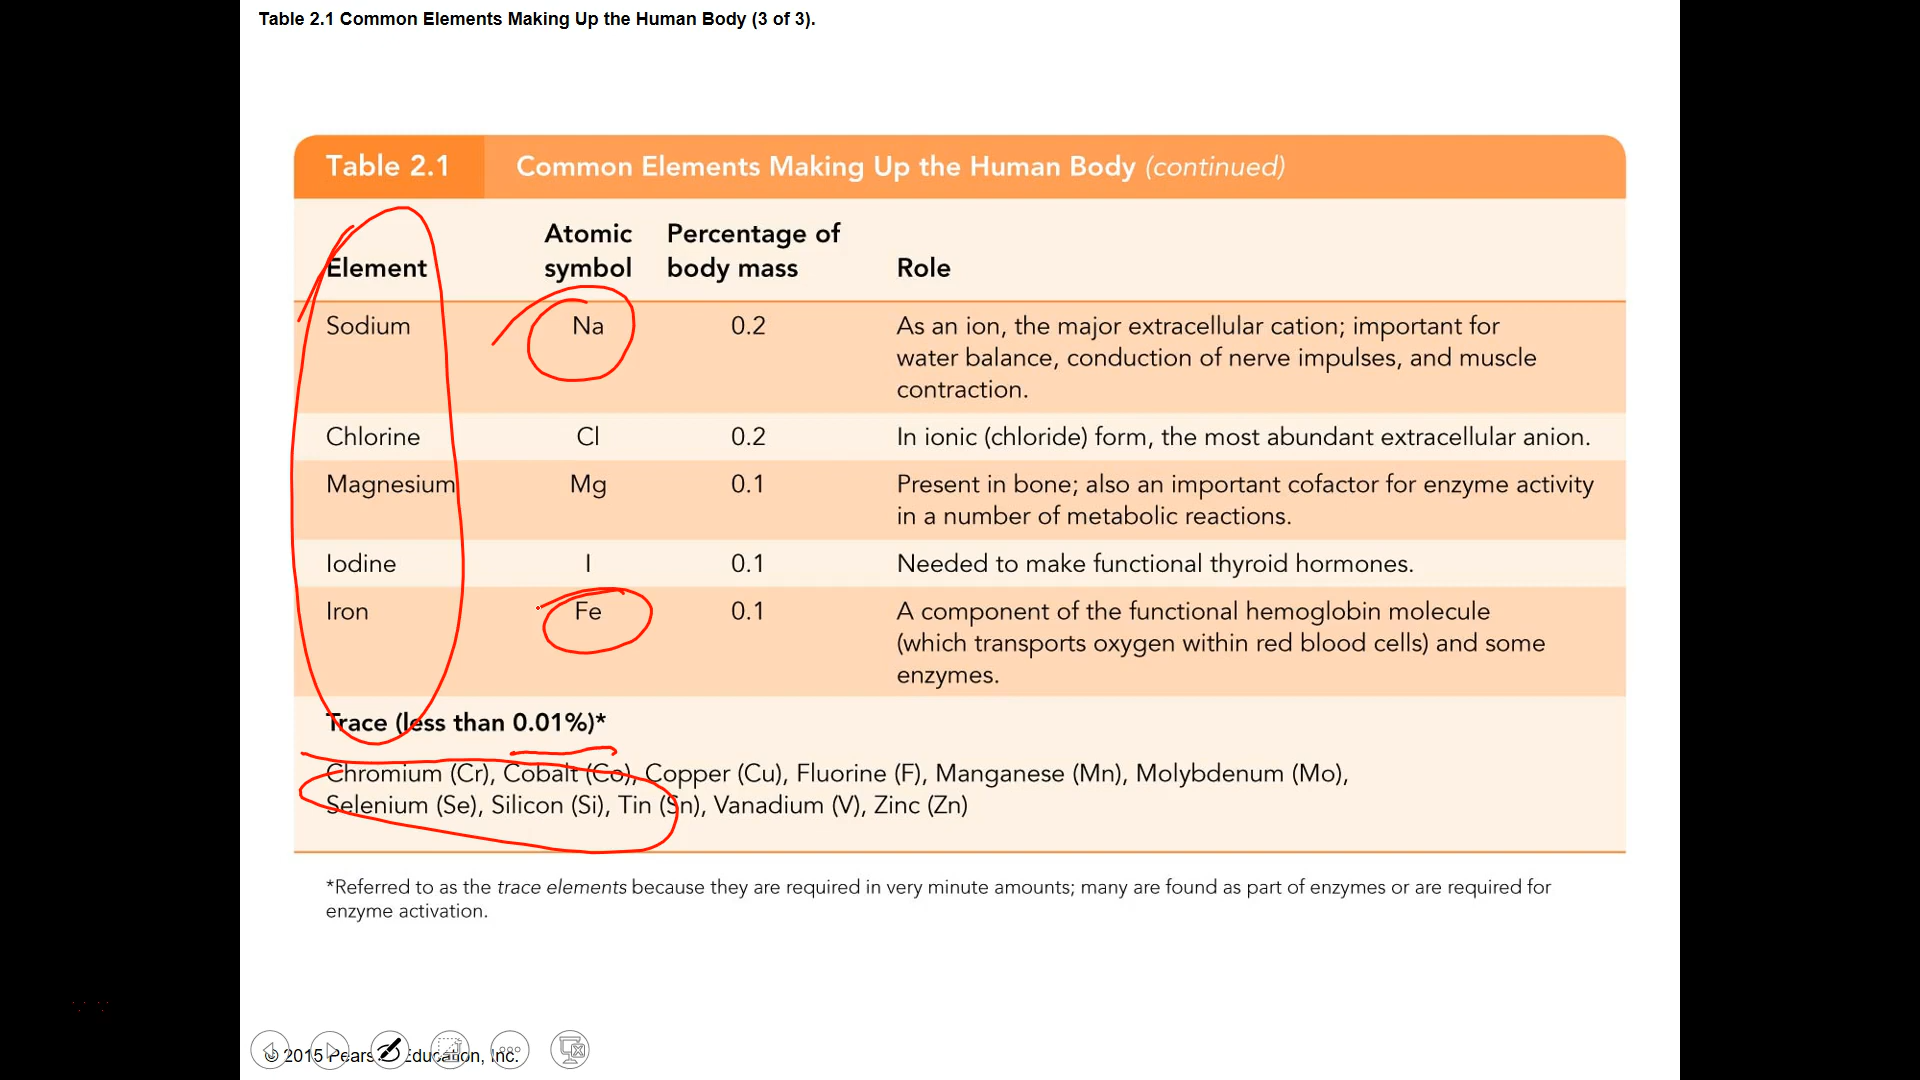 Table 2.1 Common Elements Making Up the Human Body (3 of 3).
Table 2.1 Common Elements Making Up the Human Body (continued)
Element Atomic symbol Percentage of body mass Role
Sodium Na 0.2 As an ion, the major extracellular cation; important for
water balance, conduction of nerve impulses, and muscle
contraction.
Chlorine Cl 0.2 In ionic (chloride) form, the most abundant extracellular anion.
Magnesium Mg 0.1 Present in bone; also an important cofactor for enzyme activity
in a number of metabolic reactions.
Iodine I 0.1 Needed to make functional thyroid hormones.
Iron Fe 0.1 A component of the functional hemoglobin molecule
(which transports oxygen within red blood cells) and some
enzymes.
Trace (less than 0.01%)*
Chromium (Cr), Cobalt (Co), Copper (Cu), Fluorine (F), Manganese (Mn), Molybdenum (Mo),
Selenium (Se), Silicon (Si), Tin (Sn), Vanadium (V), Zinc (Zn)
*Referred to as the trace elements because they are required in very minute amounts; many are found as part of enzymes or are required for
enzyme activation.
© 2015 Pearson Education, Inc.